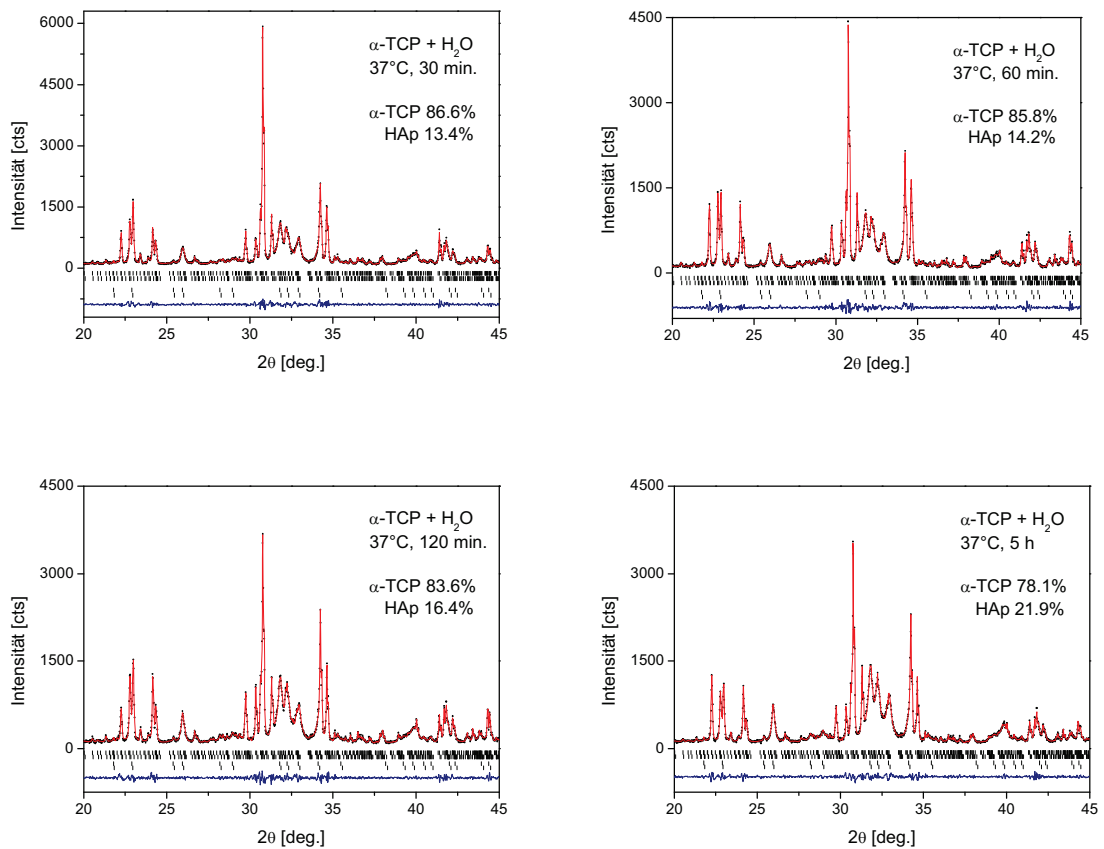 6000
4500
3000
1500
0
Intensität [cts]
α-TCP + H2O
37°C, 30 min.
α-TCP 86.6%
HAp 13.4%
20 25 30 35 40 45
2θ [deg.]
4500
3000
1500
0
Intensität [cts]
α-TCP + H2O
37°C, 60 min.
α-TCP 85.8%
HAp 14.2%
20 25 30 35 40 45
2θ [deg.]
4500
3000
1500
0
Intensität [cts]
α-TCP + H2O
37°C, 120 min.
α-TCP 83.6%
HAp 16.4%
20 25 30 35 40 45
2θ [deg.]
4500
3000
1500
0
Intensität [cts]
α-TCP + H2O
37°C, 5 h
α-TCP 78.1%
HAp 21.9%
20 25 30 35 40 45
2θ [deg.]